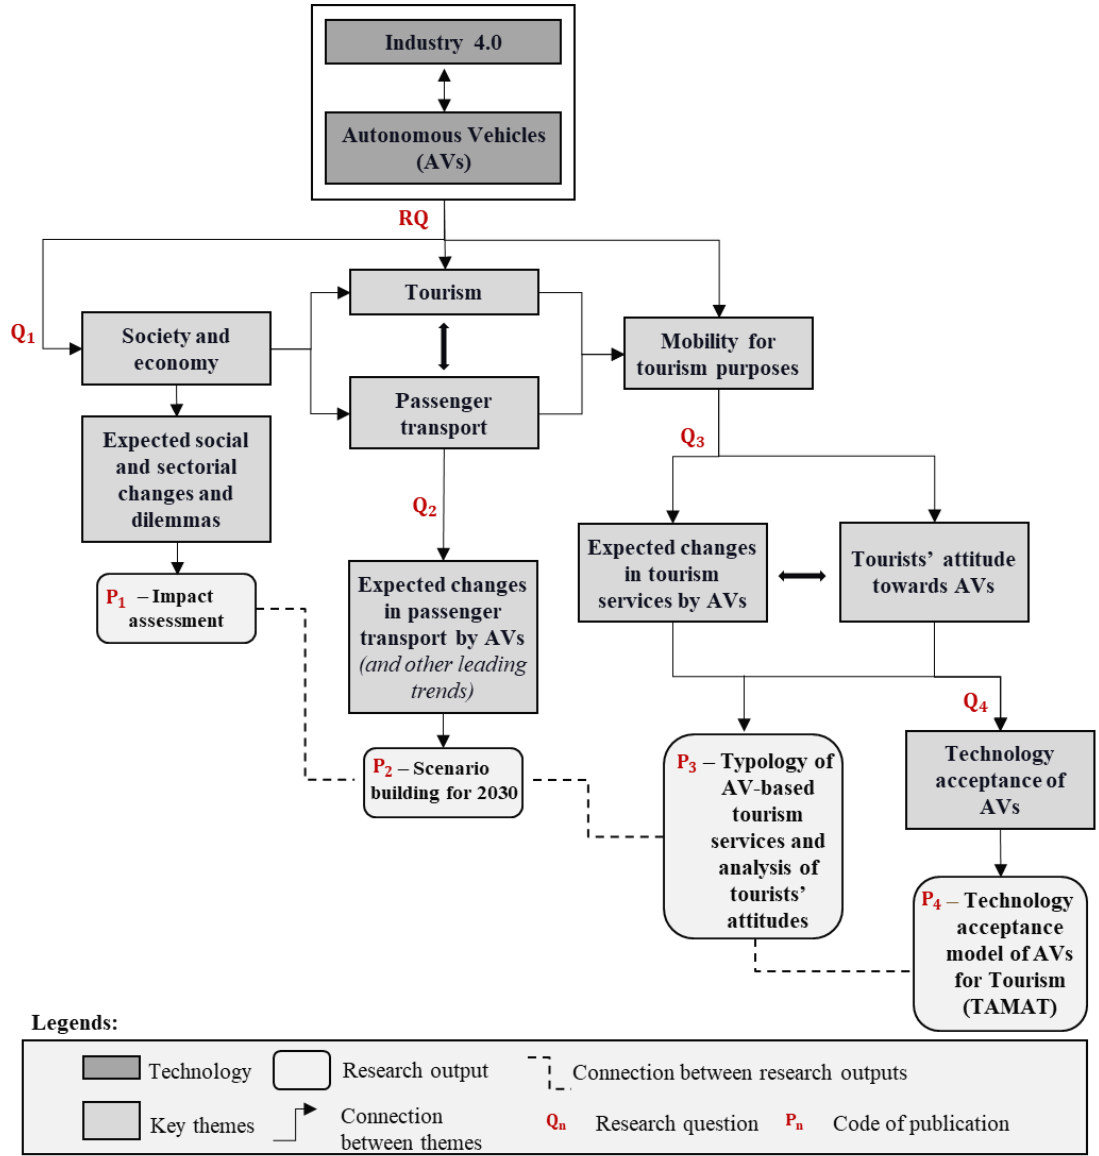 Industry 4.0
Autonomous Vehicles
(AVs)
RQ
Tourism
Q1
Society and
economy
Mobility for
tourism purposes
Passenger
transport
Q3
Expected social
and sectorial
changes and
dilemmas
Q2
Expected changes
in tourism
services by AVs
Tourists' attitude
towards AVs
P1 – Impact
assessment
Expected changes
in passenger
transport by AVs
(and other leading
trends)
Q4
P2 – Scenario
building for 2030
P3 – Typology of
AV-based
tourism
services and
analysis of
tourists'
attitudes
Technology
acceptance of
AVs
P4 – Technology
acceptance
model of AVs
for Tourism
(TAMAT)
Legends:
Technology
Research output
Connection between research outputs
Key themes
Connection
between themes
Qn Research question
Pn Code of publication